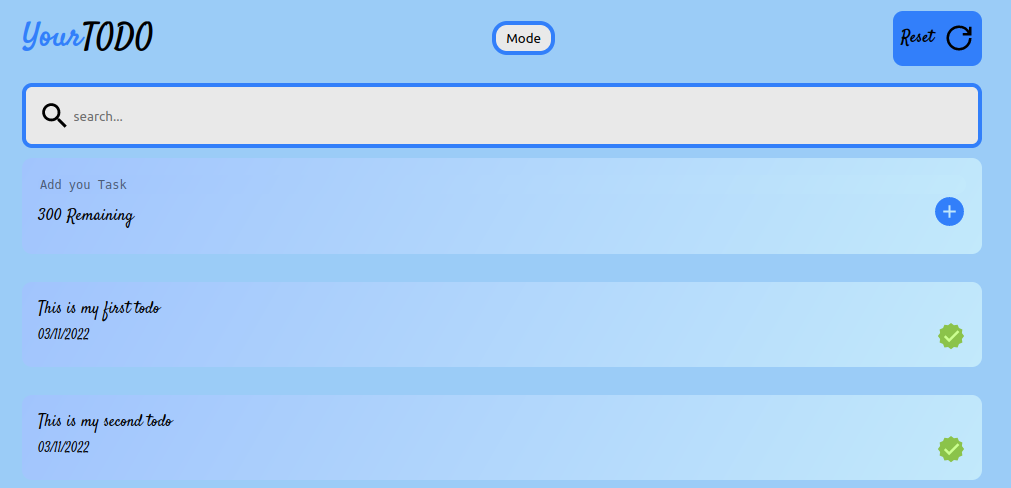 YourTODO
Mode
Reset
search...
Add you Task
300 Remaining
This is my first todo
03/11/2022
This is my second todo
03/11/2022